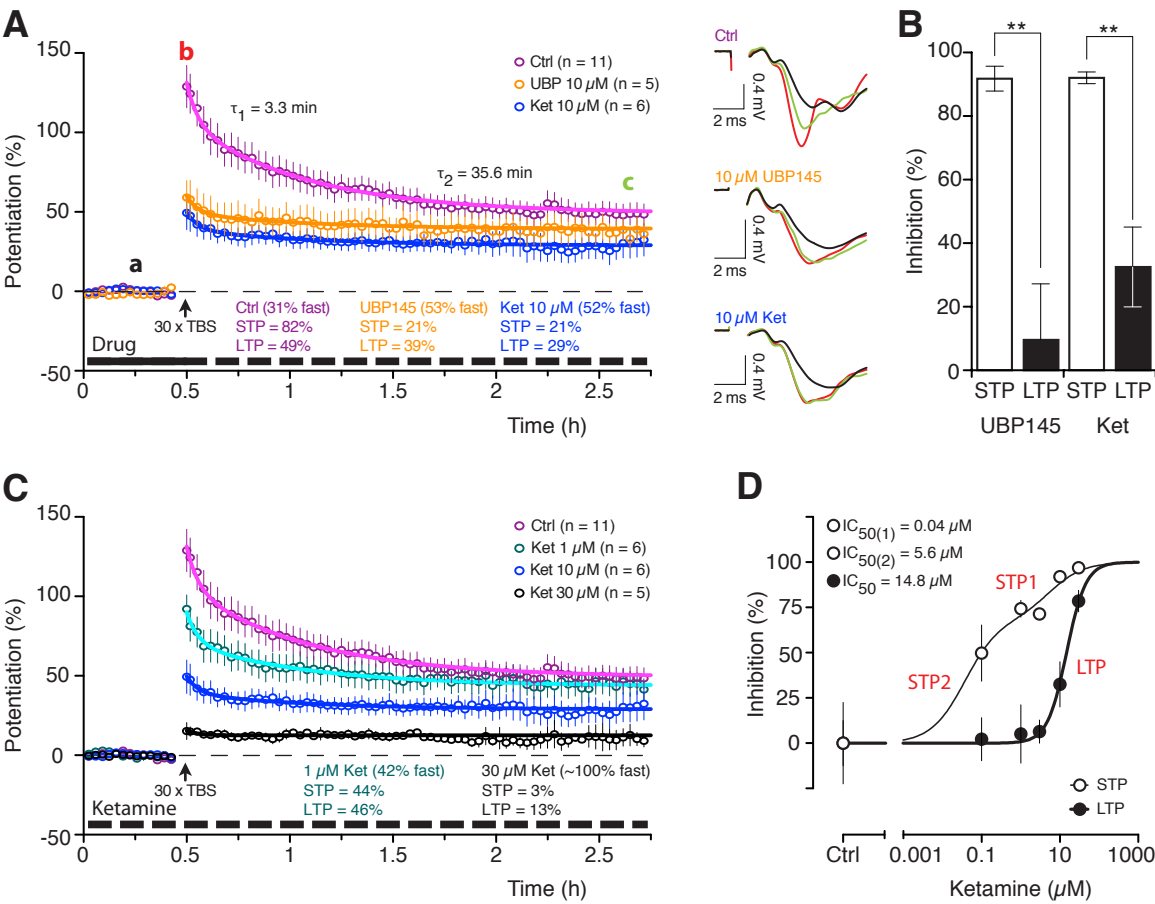 A
150
100
50
0
-50
Potentiation (%)
b
τ1 = 3.3 min
τ2 = 35.6 min
c
a
Ctrl (n = 11)
UBP 10 µM (n = 5)
Ket 10 µM (n = 6)
30 x TBS
Ctrl (31% fast)
STP = 82%
LTP = 49%
UBP145 (53% fast)
STP = 21%
LTP = 39%
Ket 10 µM (52% fast)
STP = 21%
LTP = 29%
Drug
0 0.5 1 1.5 2 2.5
Time (h)
Ctrl
0.4 mV
2 ms
10 µM UBP145
0.4 mV
2 ms
10 µM Ket
0.4 mV
2 ms
B
** **
100
80
60
40
20
0
Inhibition (%)
STP LTP STP LTP
UBP145 Ket
C
150
100
50
0
-50
Potentiation (%)
Ctrl (n = 11)
Ket 1 µM (n = 6)
Ket 10 µM (n = 6)
Ket 30 µM (n = 5)
30 x TBS
1 µM Ket (42% fast)
STP = 44%
LTP = 46%
30 µM Ket (~100% fast)
STP = 3%
LTP = 13%
Ketamine
0 0.5 1 1.5 2 2.5
Time (h)
D
IC50(1) = 0.04 µM
IC50(2) = 5.6 µM
IC50 = 14.8 µM
100
75
50
25
0
Inhibition (%)
STP1
STP2
LTP
STP
LTP
Ctrl 0.001 0.1 10 1000
Ketamine (µM)